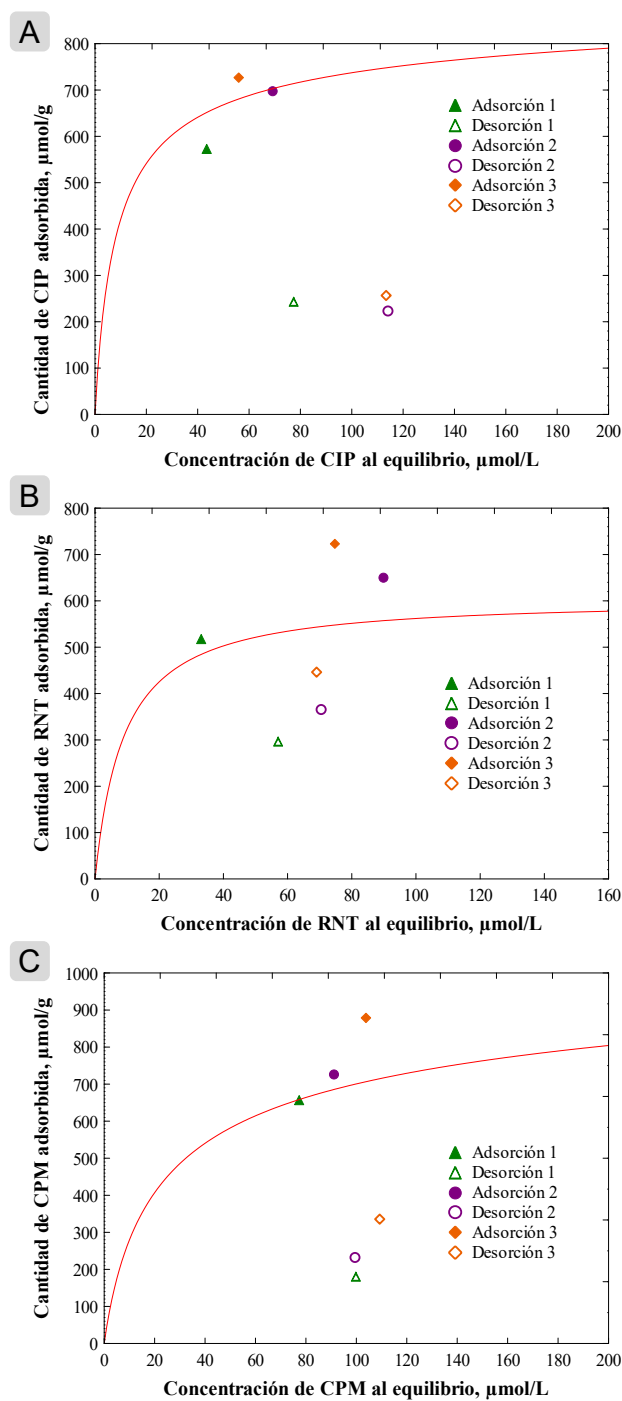 A
800
700
600
500
400
300
200
100
0
Cantidad de CIP adsorbida, µmol/g
Adsorción 1
Desorción 1
Adsorción 2
Desorción 2
Adsorción 3
Desorción 3
0 20 40 60 80 100 120 140 160 180 200
Concentración de CIP al equilibrio, µmol/L
B
800
700
600
500
400
300
200
100
0
Cantidad de RNT adsorbida, µmol/g
Adsorción 1
Desorción 1
Adsorción 2
Desorción 2
Adsorción 3
Desorción 3
0 20 40 60 80 100 120 140 160
Concentración de RNT al equilibrio, µmol/L
C
1000
900
800
700
600
500
400
300
200
100
0
Cantidad de CPM adsorbida, µmol/g
Adsorción 1
Desorción 1
Adsorción 2
Desorción 2
Adsorción 3
Desorción 3
0 20 40 60 80 100 120 140 160 180 200
Concentración de CPM al equilibrio, µmol/L